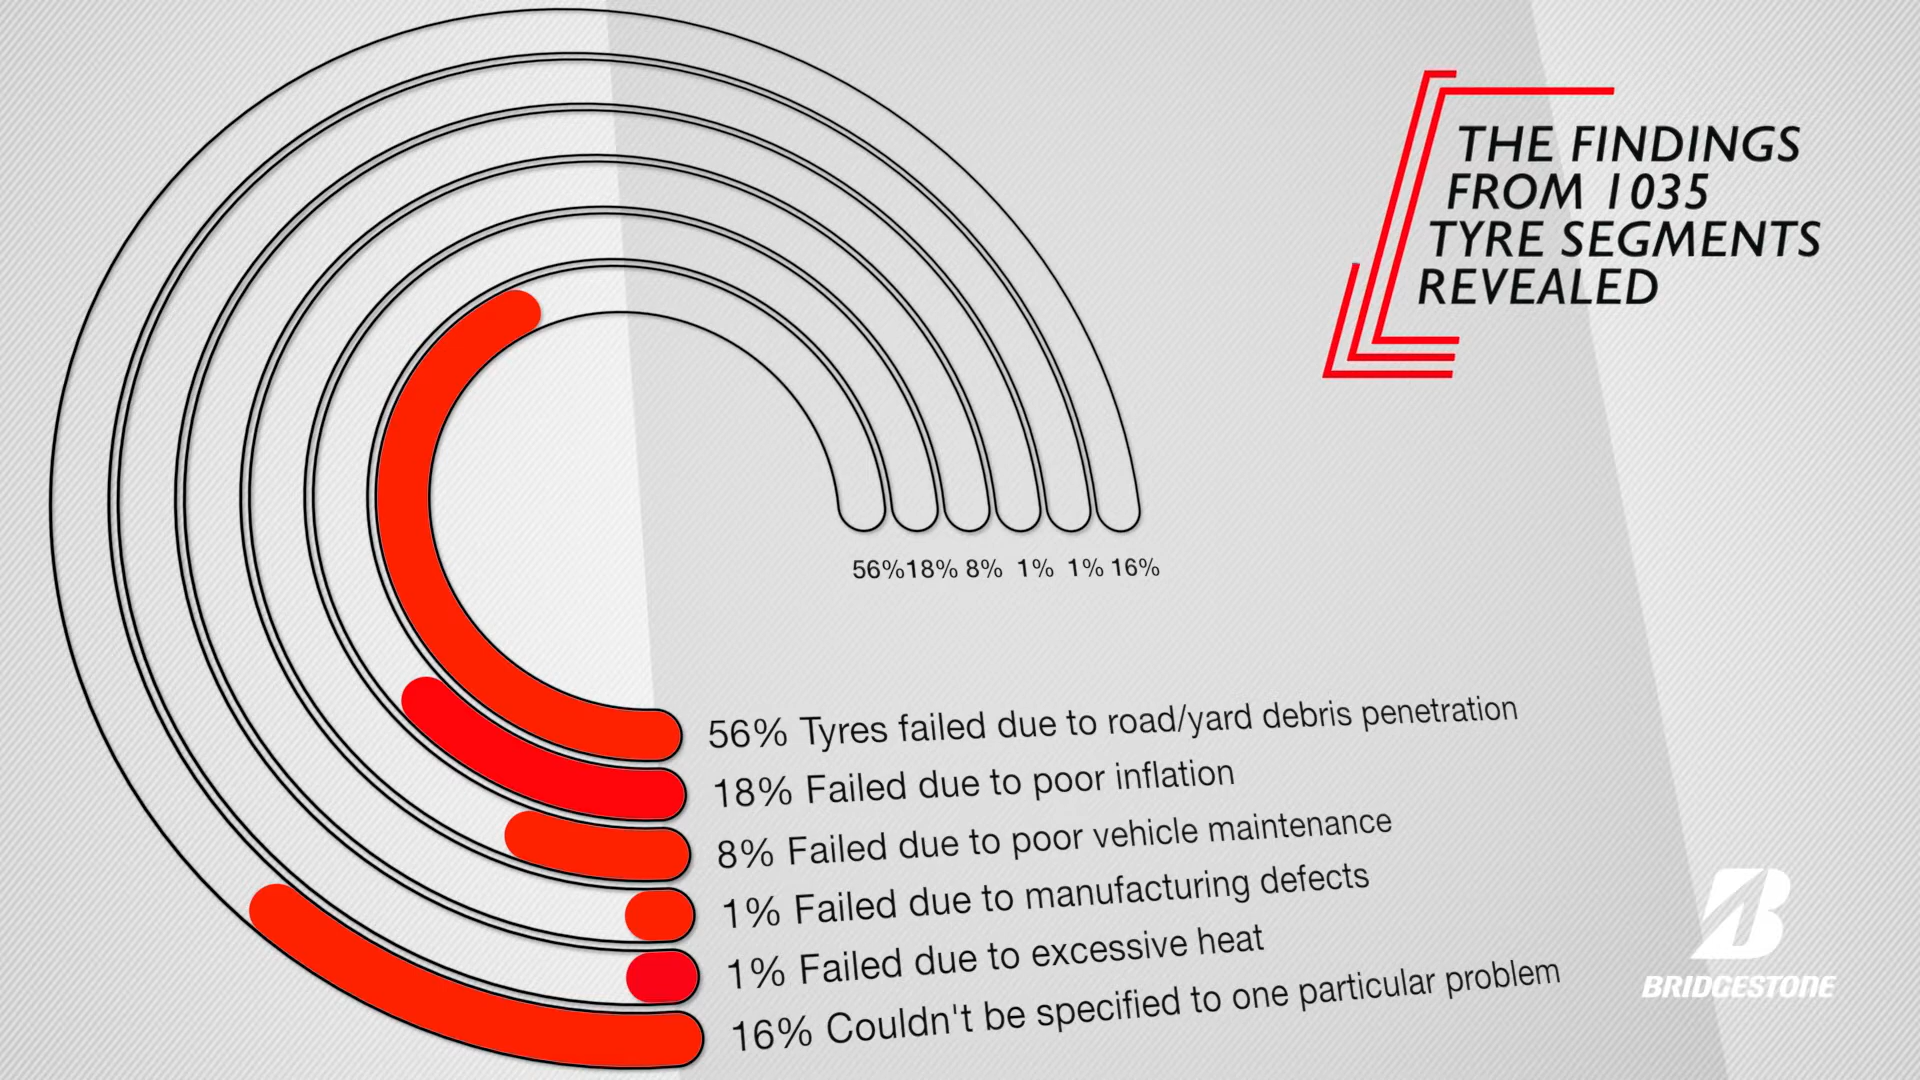 THE FINDINGS
FROM 1035
TYRE SEGMENTS
REVEALED
56% 18% 8% 1% 1% 16%
56% Tyres failed due to road/yard debris penetration
18% Failed due to poor inflation
8% Failed due to poor vehicle maintenance
1% Failed due to manufacturing defects
1% Failed due to excessive heat
16% Couldn't be specified to one particular problem
BRIDGESTONE